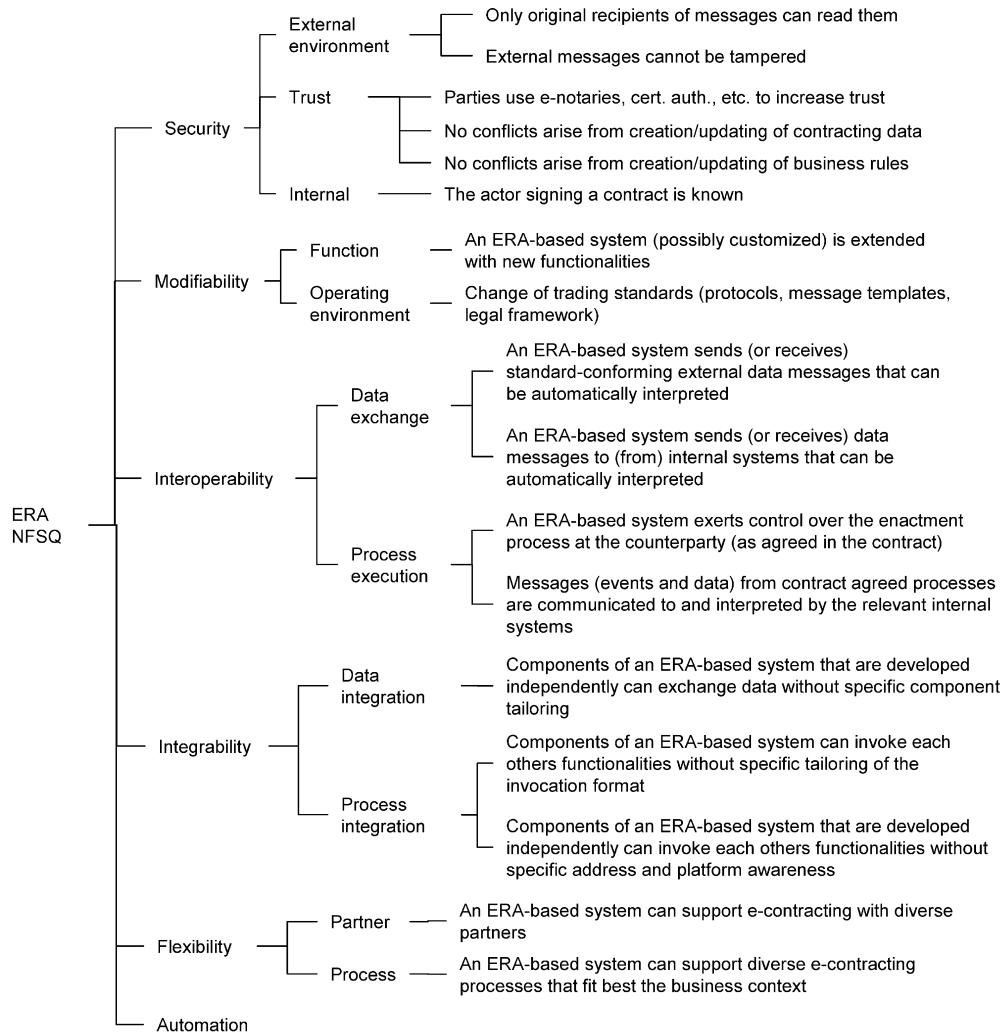 ERA
NFSQ
Security
External
environment
Only original recipients of messages can read them
External messages cannot be tampered
Trust
Parties use e-notaries, cert. auth., etc. to increase trust
No conflicts arise from creation/updating of contracting data
No conflicts arise from creation/updating of business rules
Internal
The actor signing a contract is known
Modifiability
Function
An ERA-based system (possibly customized) is extended
with new functionalities
Operating
environment
Change of trading standards (protocols, message templates,
legal framework)
Interoperability
Data
exchange
An ERA-based system sends (or receives)
standard-conforming external data messages that can
be automatically interpreted
An ERA-based system sends (or receives) data
messages to (from) internal systems that can be
automatically interpreted
Process
execution
An ERA-based system exerts control over the enactment
process at the counterparty (as agreed in the contract)
Messages (events and data) from contract agreed processes
are communicated to and interpreted by the relevant internal
systems
Integrability
Data
integration
Components of an ERA-based system that are developed
independently can exchange data without specific component
tailoring
Process
integration
Components of an ERA-based system can invoke each
others functionalities without specific tailoring of the
invocation format
Components of an ERA-based system that are developed
independently can invoke each others functionalities without
specific address and platform awareness
Flexibility
Partner
An ERA-based system can support e-contracting with diverse
partners
Process
An ERA-based system can support diverse e-contracting
processes that fit best the business context
Automation